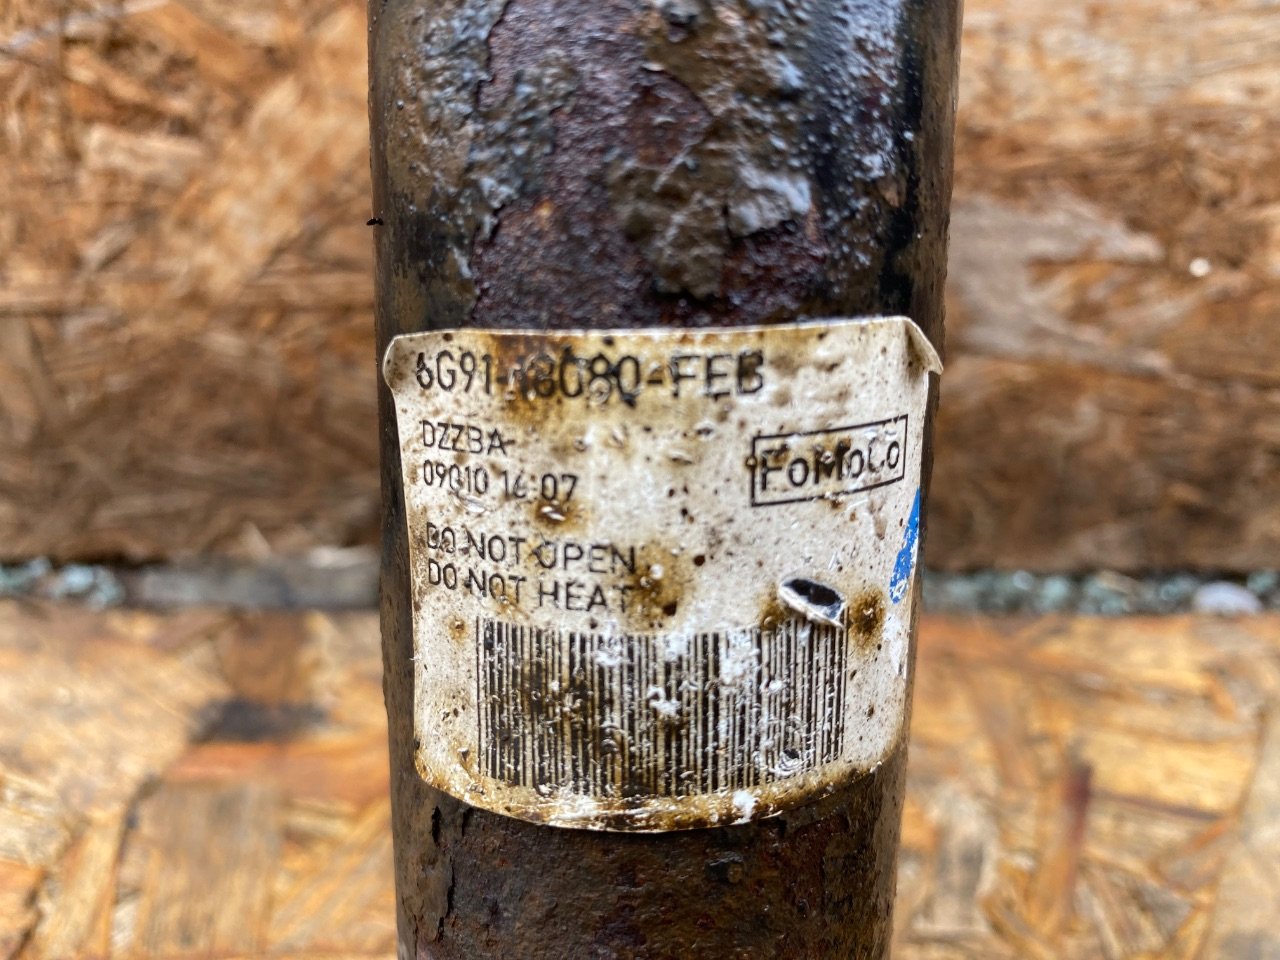 6G91-18080-FEB
DZZBA
09010 14:07
FoMoCo
DO NOT OPEN
DO NOT HEAT